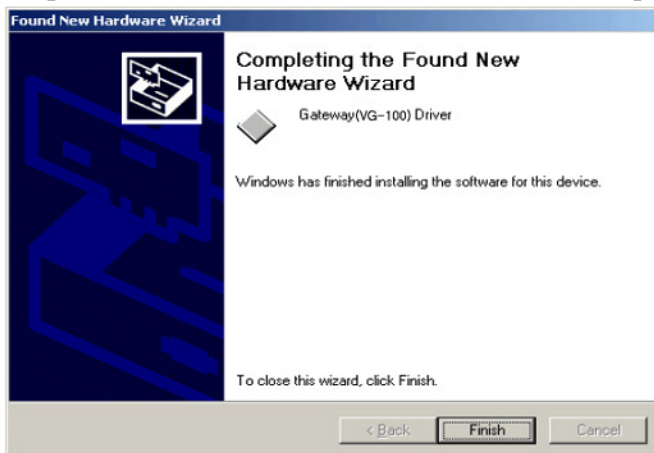 Found New Hardware Wizard
Completing the Found New
Hardware Wizard
Gateway(VG-100) Driver
Windows has finished installing the software for this device.
To close this wizard, click Finish.
< Back
Finish
Cancel